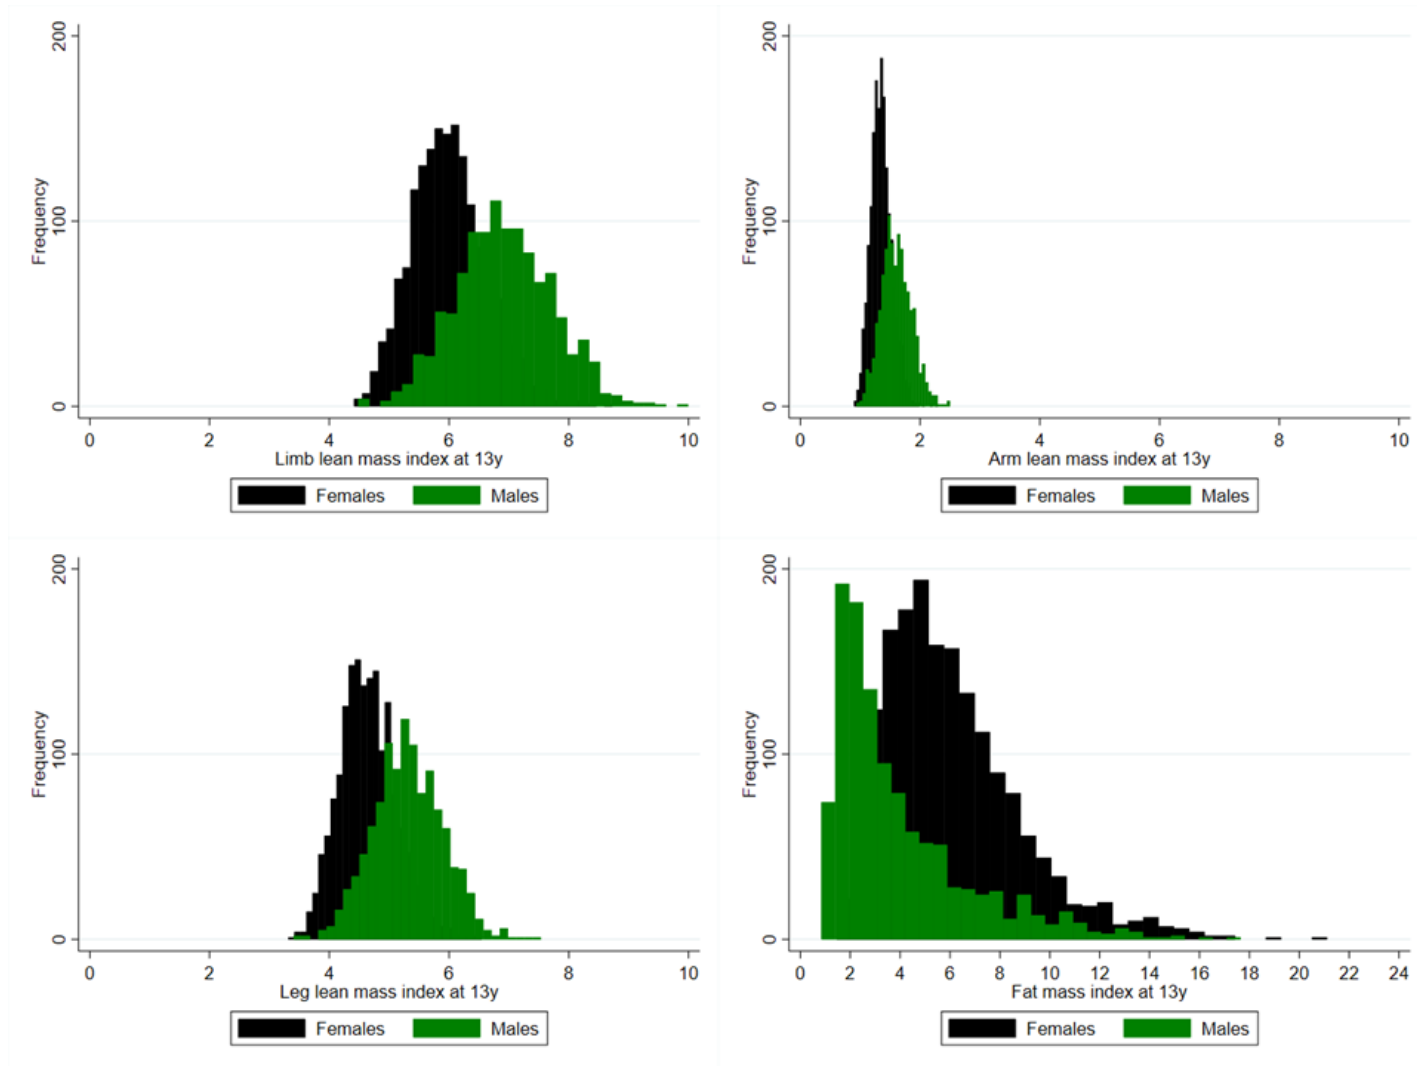 200
100
0
Frequency
0 2 4 6 8 10
Limb lean mass index at 13y
Females Males
200
100
0
Frequency
0 2 4 6 8 10
Arm lean mass index at 13y
Females Males
200
100
0
Frequency
0 2 4 6 8 10
Leg lean mass index at 13y
Females Males
200
100
0
Frequency
0 2 4 6 8 10 12 14 16 18 20 22 24
Fat mass index at 13y
Females Males